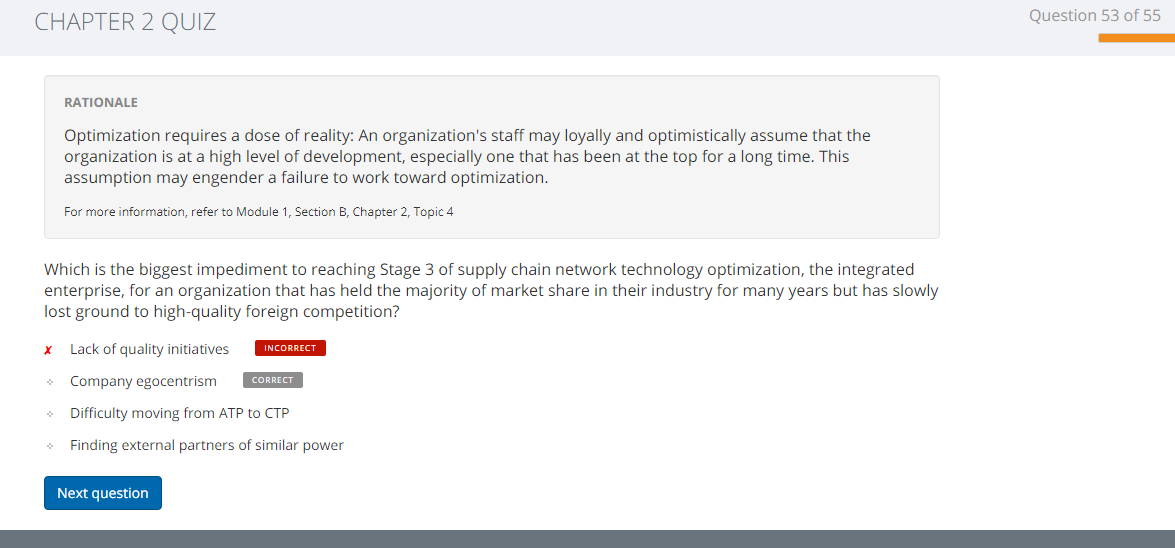 CHAPTER 2 QUIZ
Question 53 of 55
RATIONALE
Optimization requires a dose of reality: An organization's staff may loyally and optimistically assume that the
organization is at a high level of development, especially one that has been at the top for a long time. This
assumption may engender a failure to work toward optimization.
For more information, refer to Module 1, Section B, Chapter 2, Topic 4
Which is the biggest impediment to reaching Stage 3 of supply chain network technology optimization, the integrated
enterprise, for an organization that has held the majority of market share in their industry for many years but has slowly
lost ground to high-quality foreign competition?
✗ Lack of quality initiatives INCORRECT
Company egocentrism CORRECT
Difficulty moving from ATP to CTP
Finding external partners of similar power
Next question